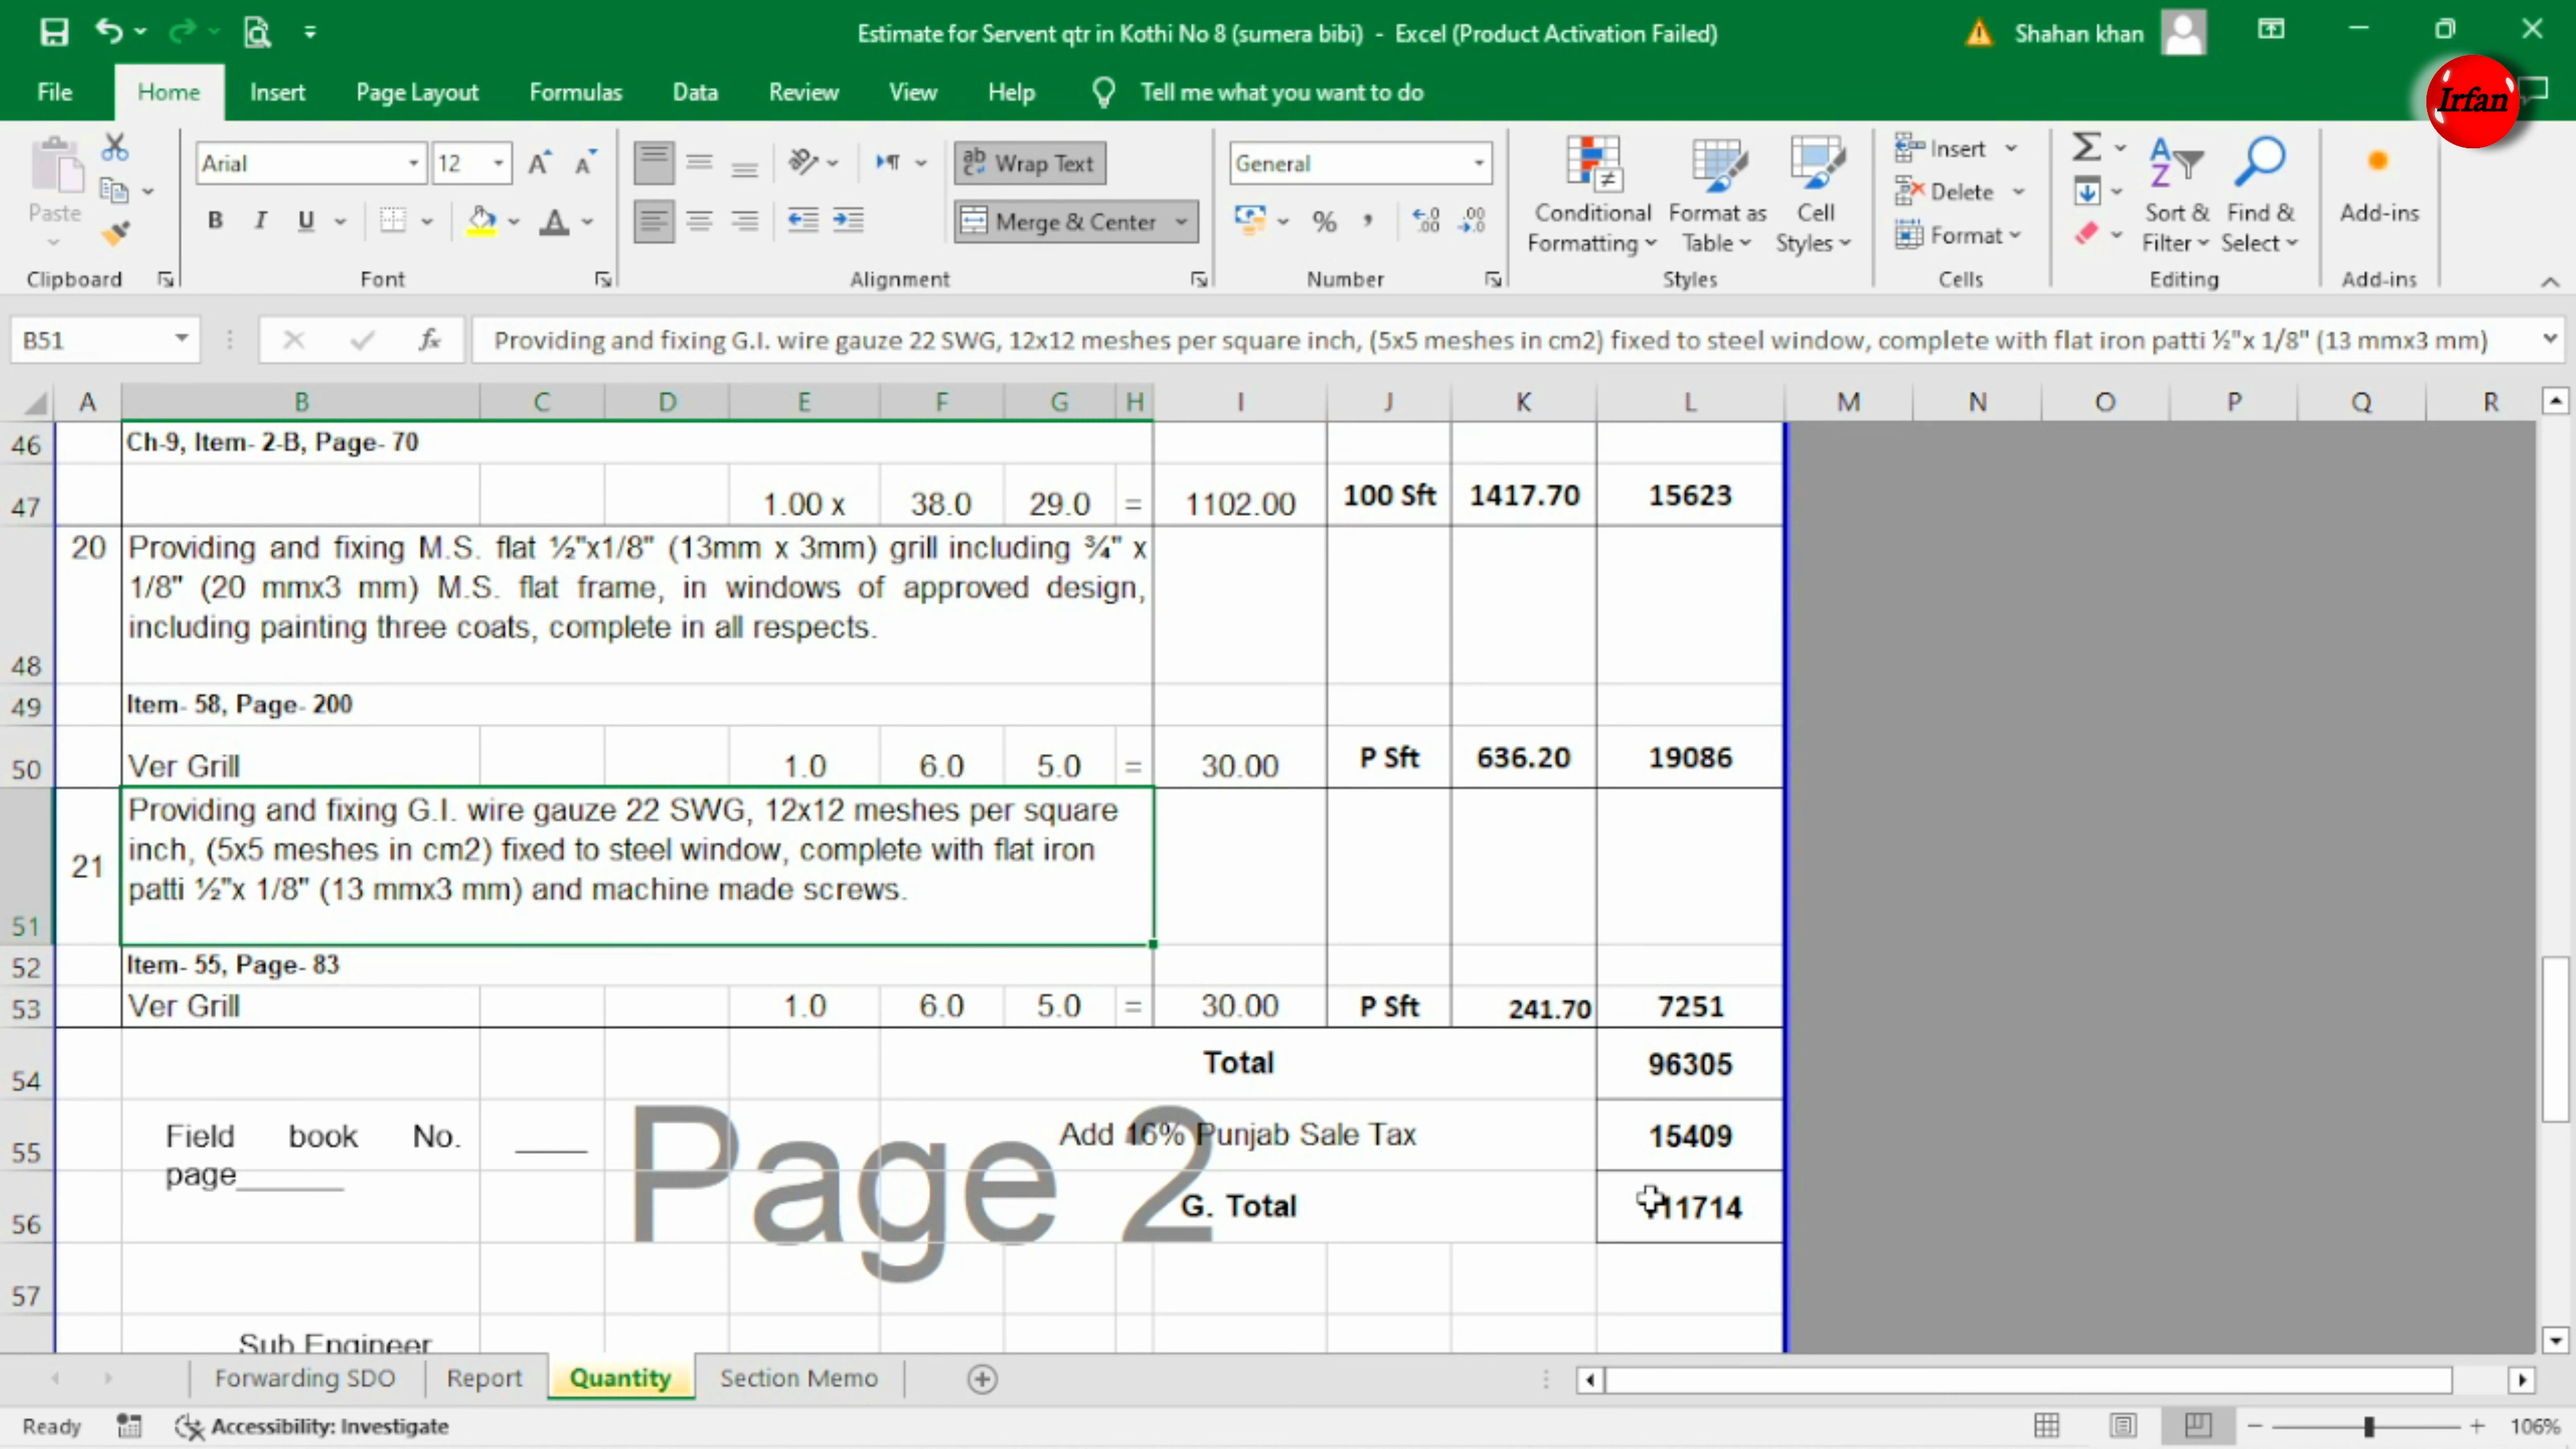 Estimate for Servent qtr in Kothi No 8 (sumera bibi) - Excel (Product Activation Failed)
Shahan khan
File Home Insert Page Layout Formulas Data Review View Help Tell me what you want to do
Irfan
Paste
Clipboard
Arial 12
B I U
Font
Wrap Text
Merge & Center
Alignment
General
% ,
Number
Conditional Formatting
Format as Table
Cell Styles
Styles
Insert
Delete
Format
Cells
Sort & Filter
Find & Select
Editing
Add-ins
Add-ins
B51 fx Providing and fixing G.I. wire gauze 22 SWG, 12x12 meshes per square inch, (5x5 meshes in cm2) fixed to steel window, complete with flat iron patti ½"x 1/8" (13 mmx3 mm)
A B C D E F G H I J K L M N O P Q R
46 Ch-9, Item- 2-B, Page- 70
47 1.00 x 38.0 29.0 = 1102.00 100 Sft 1417.70 15623
20 Providing and fixing M.S. flat ½"x1/8" (13mm x 3mm) grill including ¾" x
1/8" (20 mmx3 mm) M.S. flat frame, in windows of approved design,
including painting three coats, complete in all respects.
48
49 Item- 58, Page- 200
50 Ver Grill 1.0 6.0 5.0 = 30.00 P Sft 636.20 19086
Providing and fixing G.I. wire gauze 22 SWG, 12x12 meshes per square
21 inch, (5x5 meshes in cm2) fixed to steel window, complete with flat iron
patti ½"x 1/8" (13 mmx3 mm) and machine made screws.
51
52 Item- 55, Page- 83
53 Ver Grill 1.0 6.0 5.0 = 30.00 P Sft 241.70 7251
54 Total 96305
55 Field book No. ____ Add 16% Punjab Sale Tax 15409
page______
Page 2
56 G. Total
57
Sub Engineer
Forwarding SDO Report Quantity Section Memo
Ready Accessibility: Investigate 106%